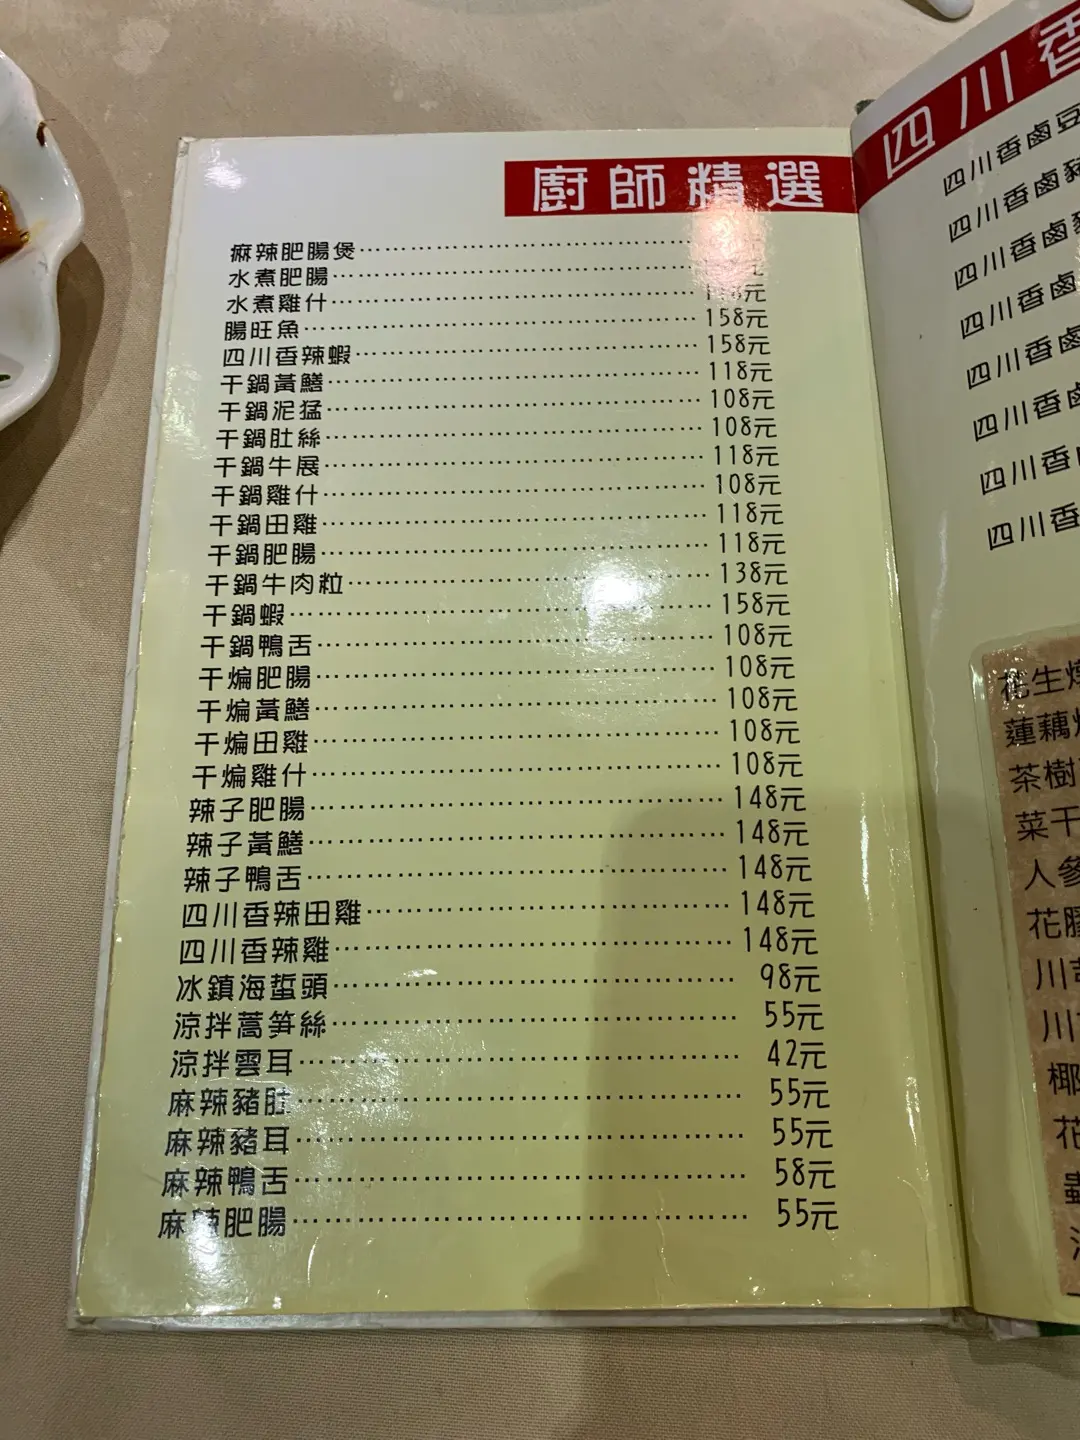 廚師精選
麻辣肥腸煲
水煮肥腸
水煮雞什 元
腸旺魚 158元
四川香辣蝦 158元
干鍋黃鱔 118元
干鍋泥猛 108元
干鍋肚絲 108元
干鍋牛展 118元
干鍋雞什 108元
干鍋田雞 118元
干鍋肥腸 118元
干鍋牛肉粒 138元
干鍋蝦 158元
干鍋鴨舌 108元
干煸肥腸 108元
干煸黃鱔 108元
干煸田雞 108元
干煸雞什 108元
辣子肥腸 148元
辣子黃鱔 148元
辣子鴨舌 148元
四川香辣田雞 148元
四川香辣雞 148元
冰鎮海蜇頭 98元
涼拌萵笋絲 55元
涼拌雲耳 42元
麻辣豬肚 55元
麻辣豬耳 55元
麻辣鴨舌 58元
麻辣肥腸 55元
四川香
四川香鹵豆
四川香鹵豬
四川香鹵
四川香鹵
四川香鹵
四川香鹵
四川香
四川香
花生
蓮藕
茶樹
菜干
人參
花膠
川
川
椰
花
蟲